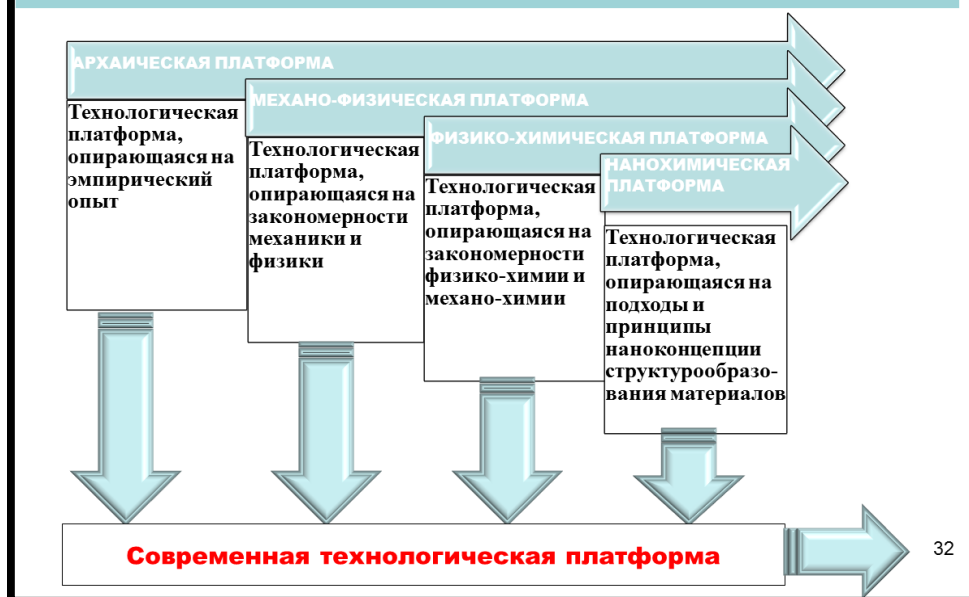 АРХАИЧЕСКАЯ ПЛАТФОРМА
Технологическая
платформа,
опирающаяся на
эмпирический
опыт
МЕХАНО-ФИЗИЧЕСКАЯ ПЛАТФОРМА
Технологическая
платформа,
опирающаяся на
закономерности
механики и
физики
ФИЗИКО-ХИМИЧЕСКАЯ ПЛАТФОРМА
Технологическая
платформа,
опирающаяся на
закономерности
физико-химии и
механо-химии
НАНОХИМИЧЕСКАЯ
ПЛАТФОРМА
Технологическая
платформа,
опирающаяся на
подходы и
принципы
наноконцепции
структурообразо-
вания материалов
Современная технологическая платформа
32